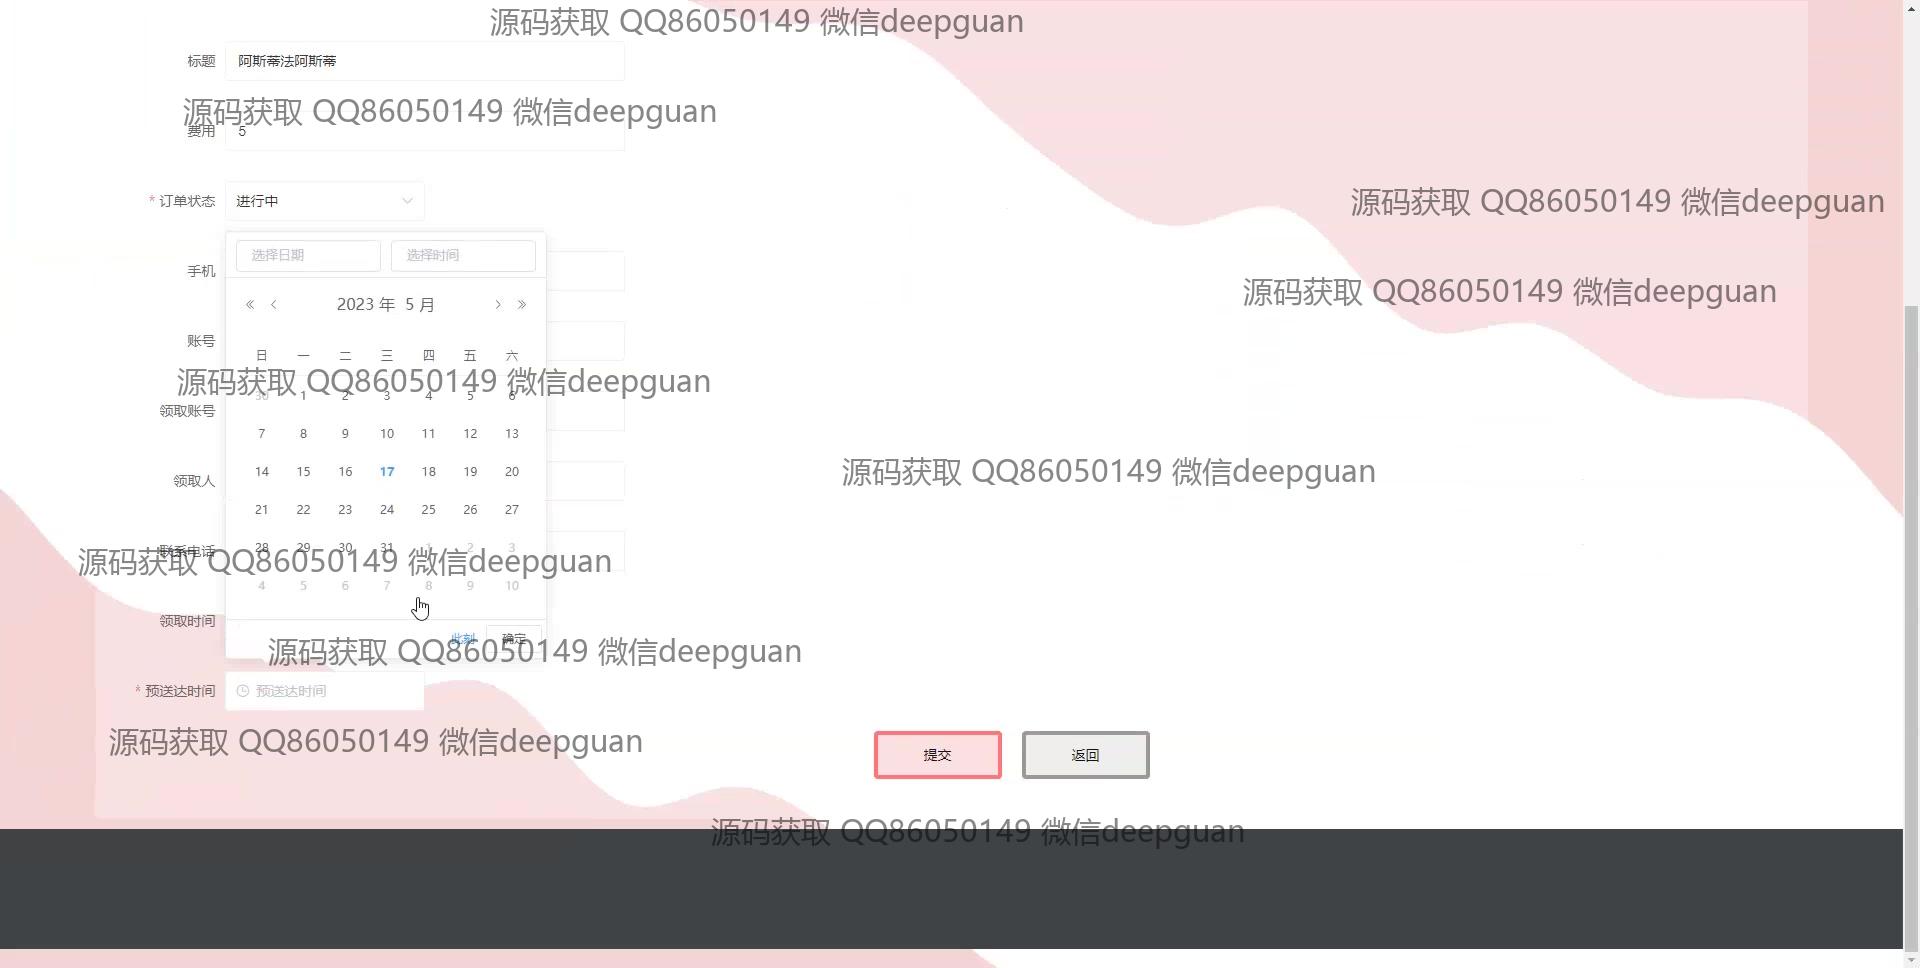 源码获取 QQ86050149 微信deepguan
标题 阿斯蒂法阿斯蒂
源码获取 QQ86050149 微信deepguan
费用 5
源码获取 QQ86050149 微信deepguan
* 订单状态 进行中
选择日期 选择时间
手机
源码获取 QQ86050149 微信deepguan
« ‹ 2023 年 5 月 › »
账号
日 一 二 三 四 五 六
源码获取 QQ86050149 微信deepguan
30 1 2 3 4 5 6
领取账号
7 8 9 10 11 12 13
源码获取 QQ86050149 微信deepguan
14 15 16 17 18 19 20
领取人
21 22 23 24 25 26 27
联系电话
28 29 30 31 1 2 3
源码获取 QQ86050149 微信deepguan
4 5 6 7 8 9 10
领取时间
此刻 确定
源码获取 QQ86050149 微信deepguan
* 预送达时间 预送达时间
源码获取 QQ86050149 微信deepguan
提交 返回
源码获取 QQ86050149 微信deepguan